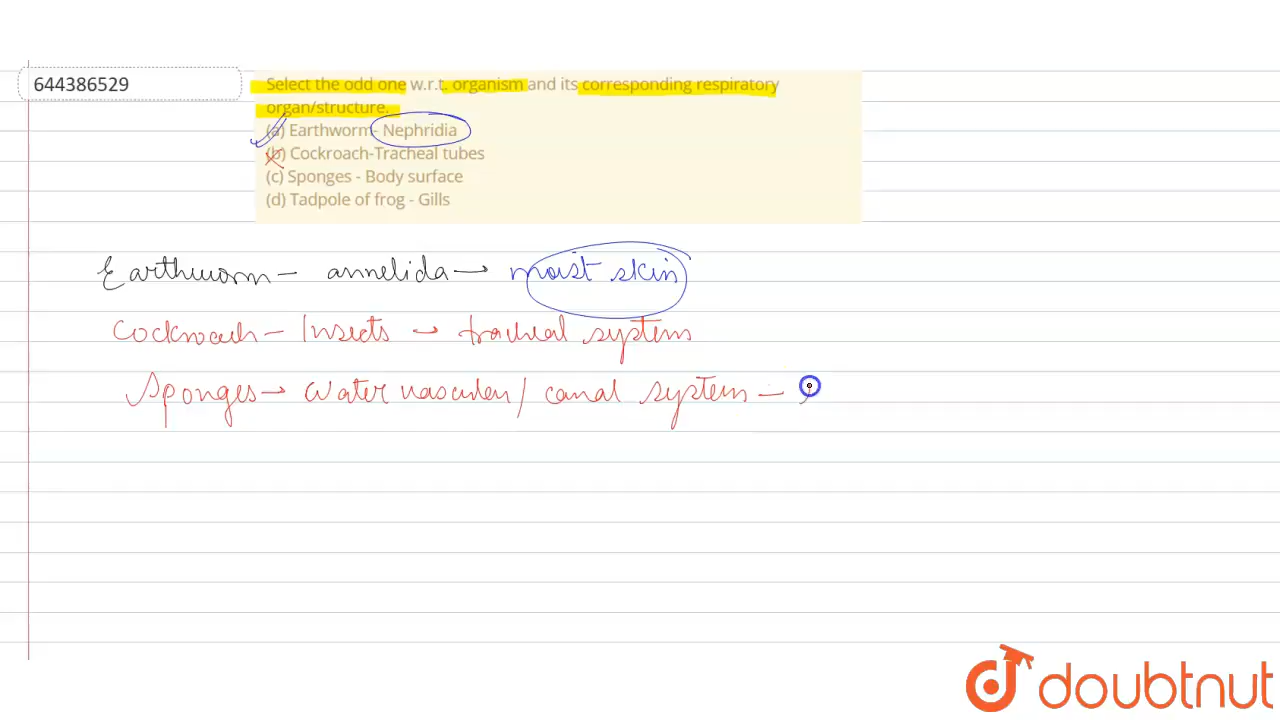 644386529
Select the odd one w.r.t. organism and its corresponding respiratory
organ/structure.
(a) Earthworm- Nephridia
(b) Cockroach-Tracheal tubes
(c) Sponges - Body surface
(d) Tadpole of frog - Gills
Earthworm - annelida → moist skin
Cockroach - Insects → tracheal system
Sponges → Water vascular / canal system -
doubtnut